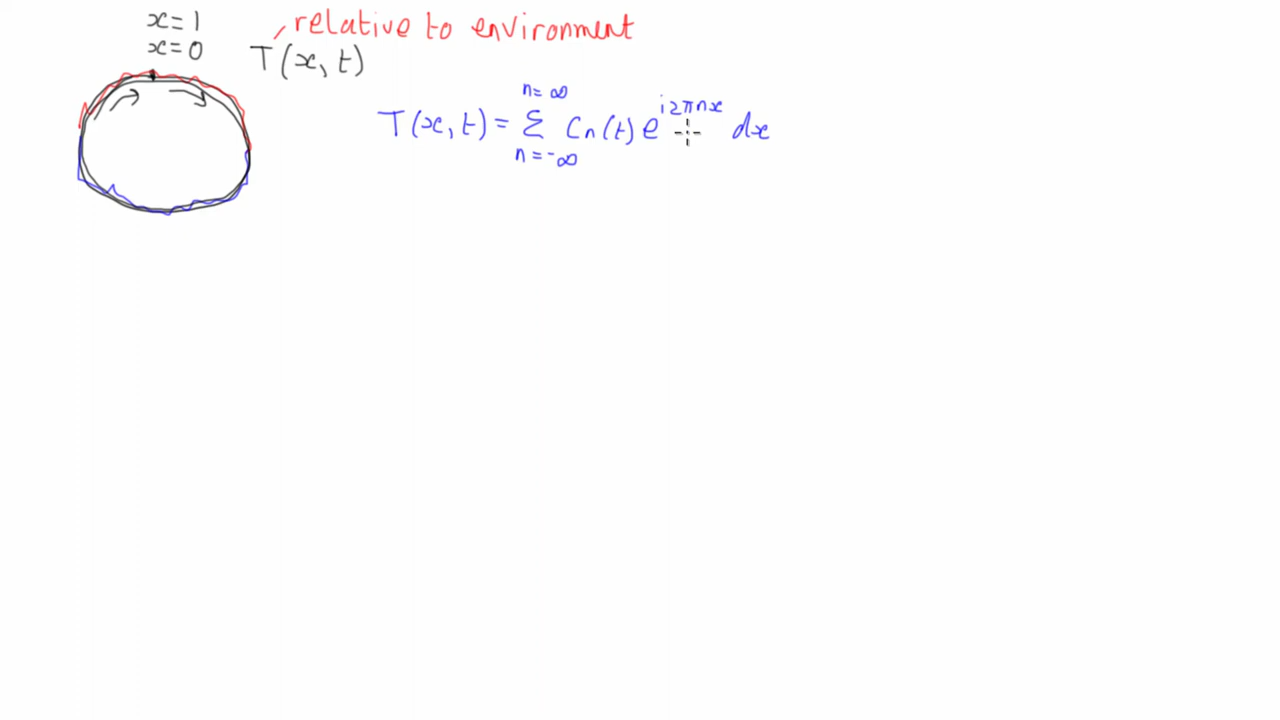 x = 1
relative to environment
x = 0
T(x, t)
n = ∞
T(x, t) = Σ Cn(t) e^{i2πnx} dx
n = -∞